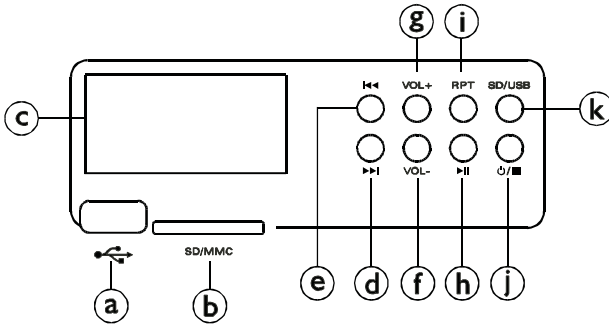 g i
VOL+ RPT SD/USB
c k
VOL-
SD/MMC
e d f h j
a b